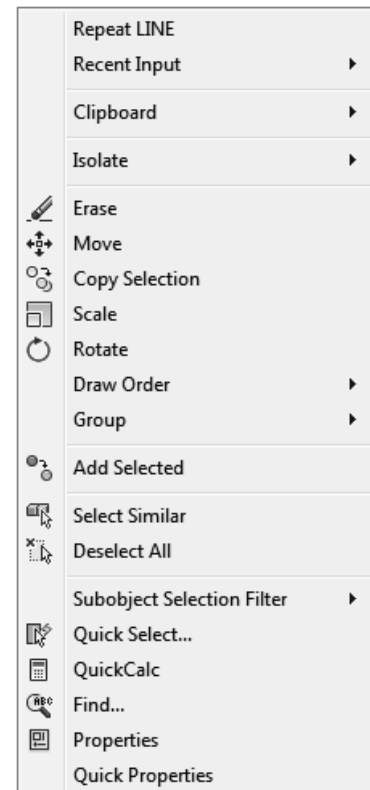 Repeat LINE
Recent Input
Clipboard
Isolate
Erase
Move
Copy Selection
Scale
Rotate
Draw Order
Group
Add Selected
Select Similar
Deselect All
Subobject Selection Filter
Quick Select...
QuickCalc
ABC
Find...
Properties
Quick Properties